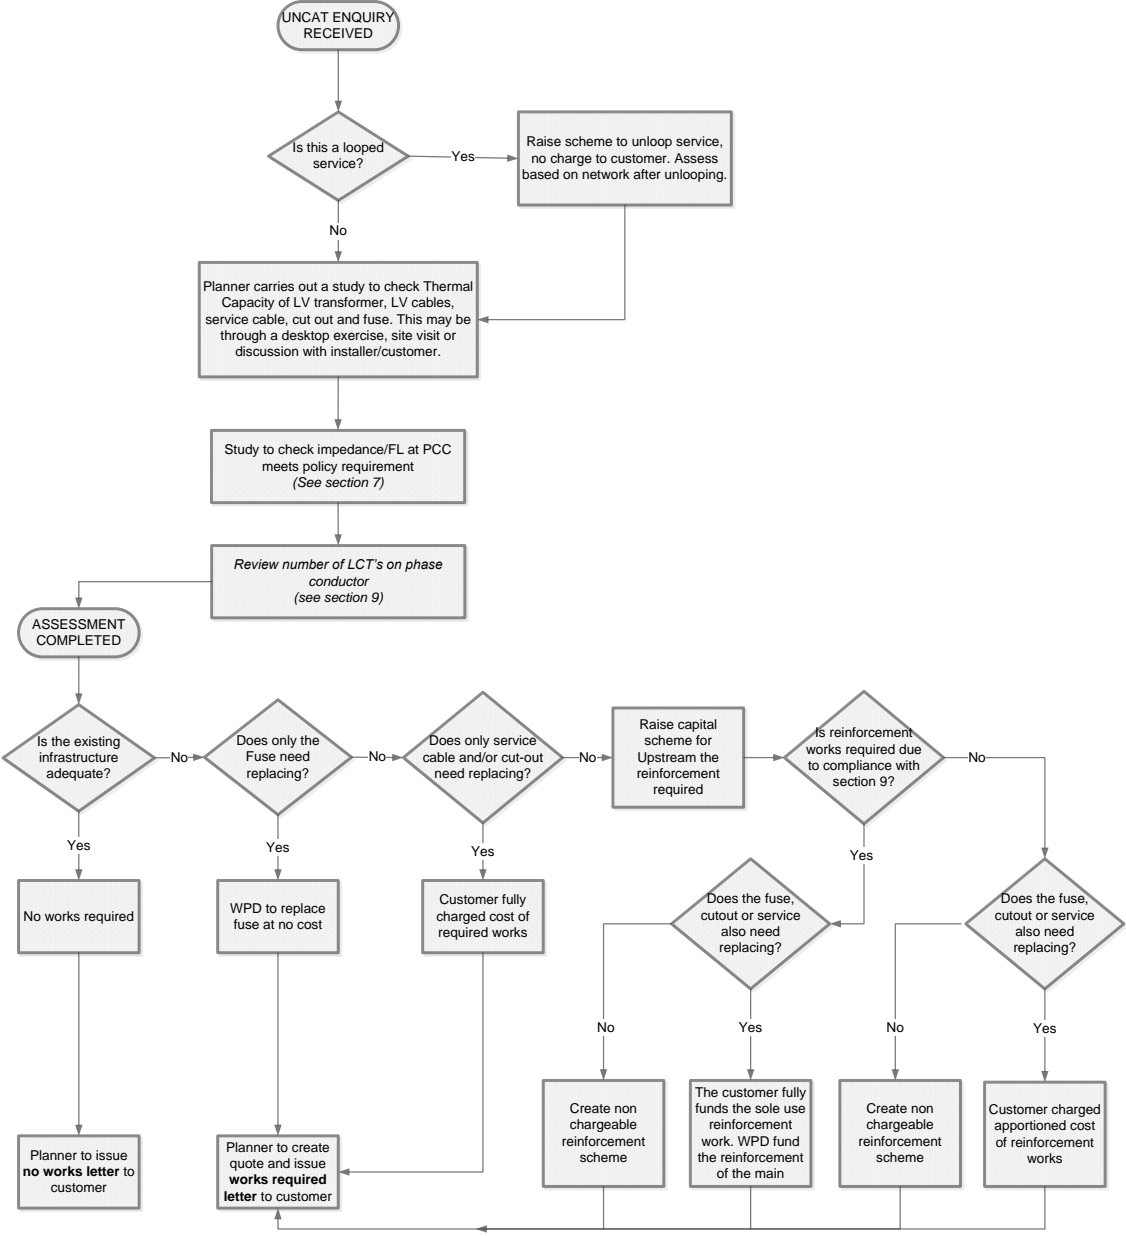 UNCAT ENQUIRY
RECEIVED
Is this a looped
service?
Yes
Raise scheme to unloop service,
no charge to customer. Assess
based on network after unlooping.
No
Planner carries out a study to check Thermal
Capacity of LV transformer, LV cables,
service cable, cut out and fuse. This may be
through a desktop exercise, site visit or
discussion with installer/customer.
Study to check impedance/FL at PCC
meets policy requirement
(See section 7)
Review number of LCT's on phase
conductor
(see section 9)
ASSESSMENT
COMPLETED
Is the existing
infrastructure
adequate?
No
Does only the
Fuse need
replacing?
No
Does only service
cable and/or cut-out
need replacing?
No
Raise capital
scheme for
Upstream the
reinforcement
required
Is reinforcement
works required due
to compliance with
section 9?
No
Yes
Yes
Yes
Yes
No works required
WPD to replace
fuse at no cost
Customer fully
charged cost of
required works
Does the fuse,
cutout or service
also need
replacing?
Does the fuse,
cutout or service
also need
replacing?
No
Yes
No
Yes
Planner to issue
no works letter to
customer
Planner to create
quote and issue
works required
letter to customer
Create non
chargeable
reinforcement
scheme
The customer fully
funds the sole use
reinforcement
work. WPD fund
the reinforcement
of the main
Create non
chargeable
reinforcement
scheme
Customer charged
apportioned cost
of reinforcement
works